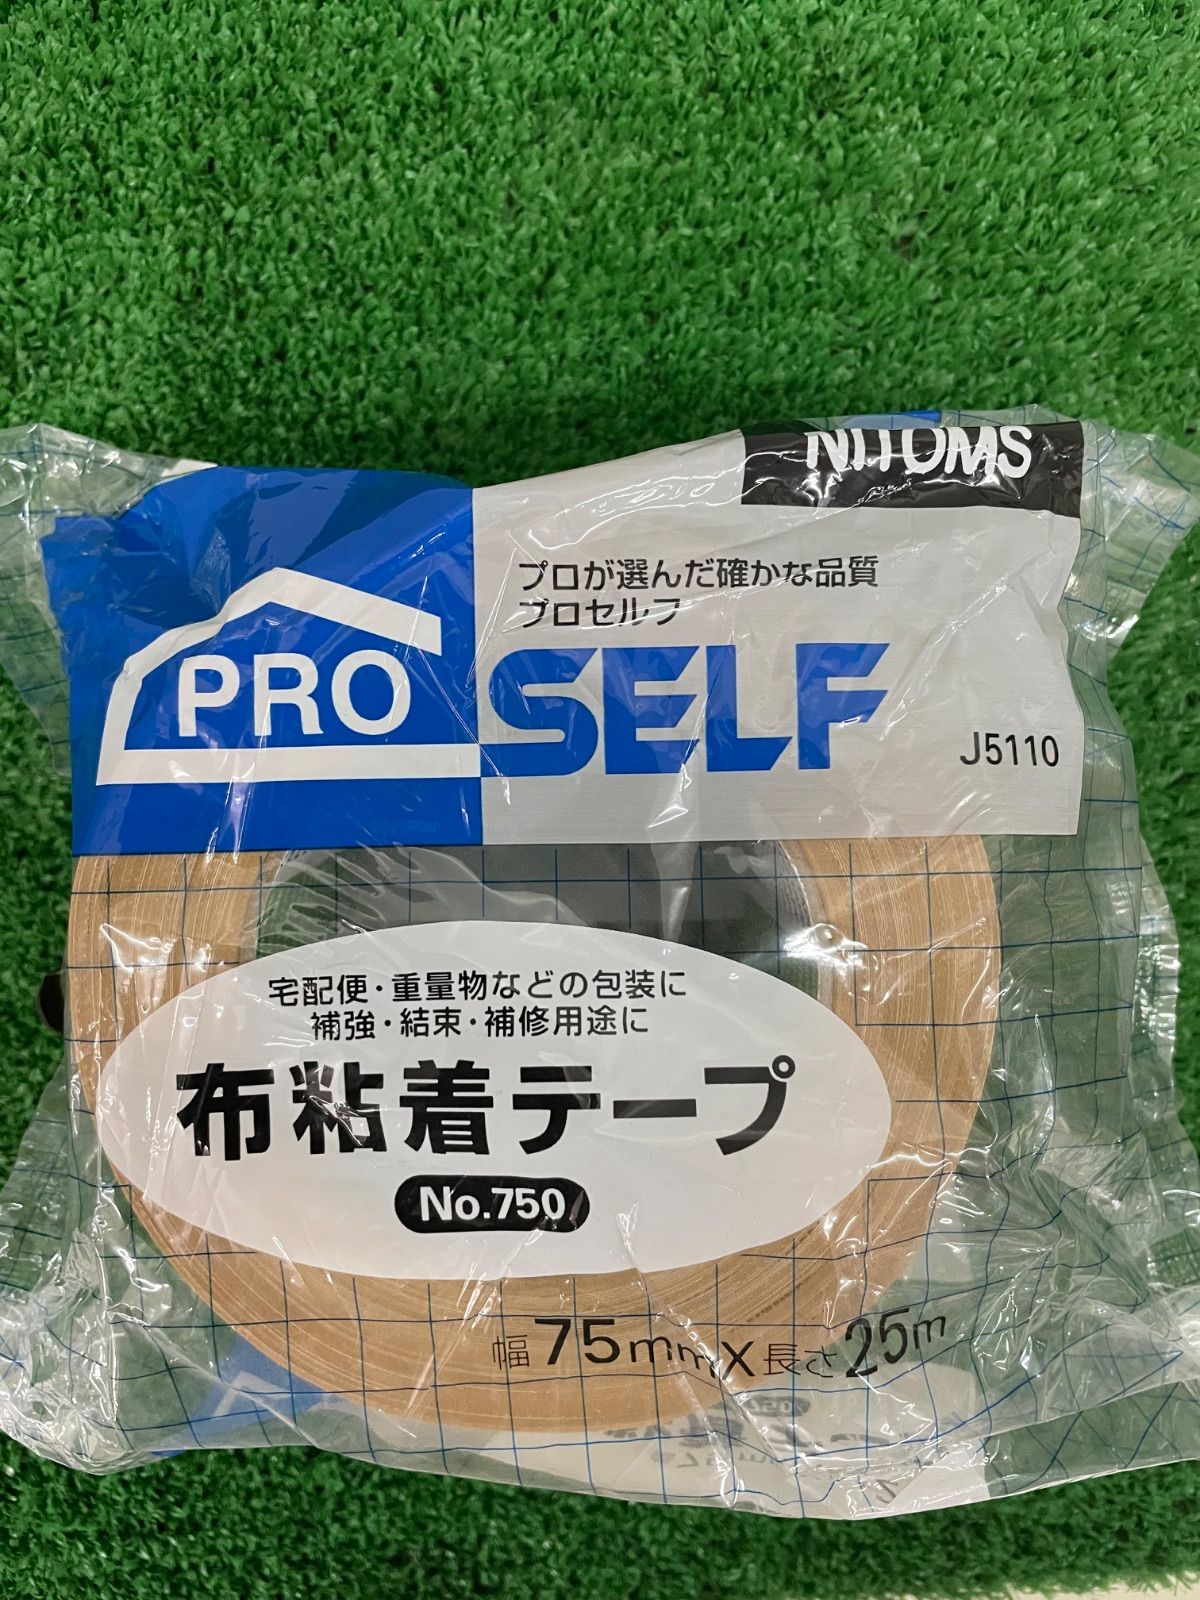 NITOMS
プロが選んだ確かな品質
プロセルフ
PRO SELF
J5110
宅配便・重量物などの包装に
補強・結束・補修用途に
布粘着テープ
No.750
幅75mm×長さ25m